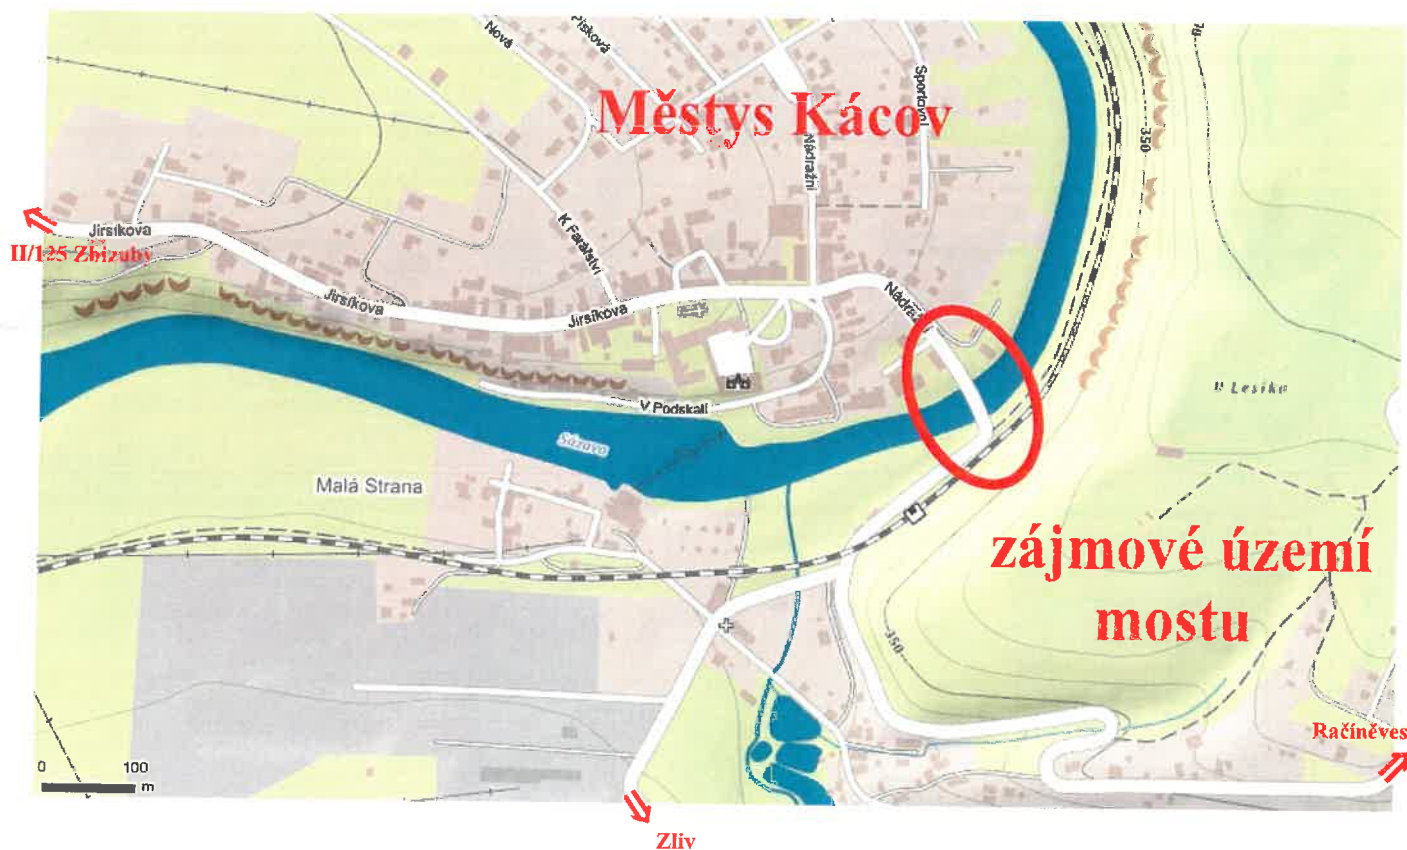 Nová
Písková
Městys Kácov
Sportovní
Nádražní
350
Jirsíkova
II/125 Zbizuby
K Farářství
Jirsíkova
Jirsíkova
Nádraž
V Podskalí
U Lesíka
Sázava
Malá Strana
zájmové území
mostu
350
Račíněves
0 100
m
Zliv